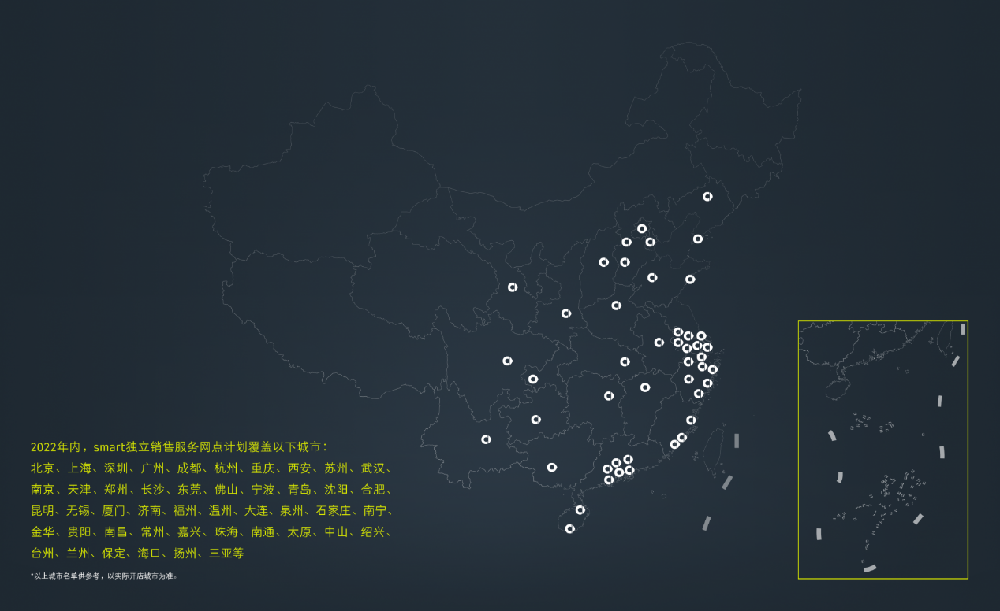 2022年内，smart独立销售服务网点计划覆盖以下城市：
北京、上海、深圳、广州、成都、杭州、重庆、西安、苏州、武汉、
南京、天津、郑州、长沙、东莞、佛山、宁波、青岛、沈阳、合肥、
昆明、无锡、厦门、济南、福州、温州、大连、泉州、石家庄、南宁、
金华、贵阳、南昌、常州、嘉兴、珠海、南通、太原、中山、绍兴、
台州、兰州、保定、海口、扬州、三亚等
*以上城市名单供参考，以实际开店城市为准。